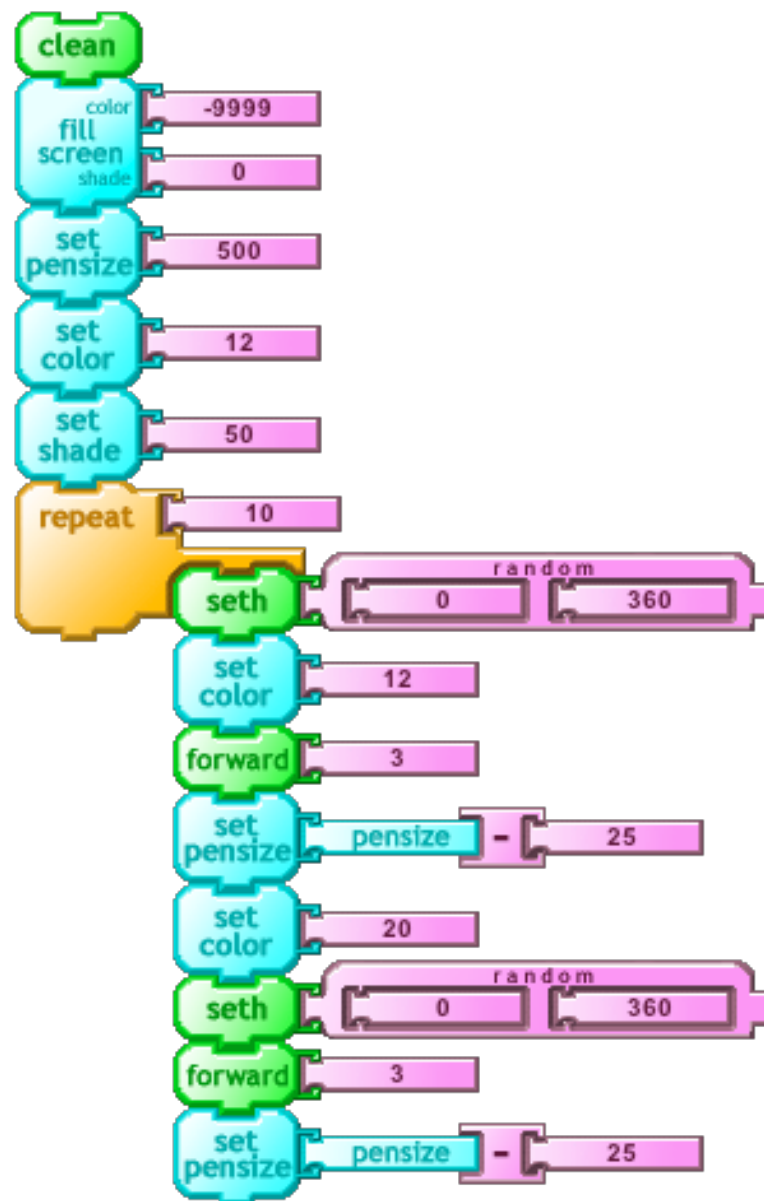 clean
color
-9999
fill
screen
shade
0
set
pensize
500
set
color
12
set
shade
50
repeat
10
seth
random
0 360
set
color
12
forward
3
set
pensize
pensize - 25
set
color
20
seth
random
0 360
forward
3
set
pensize
pensize - 25